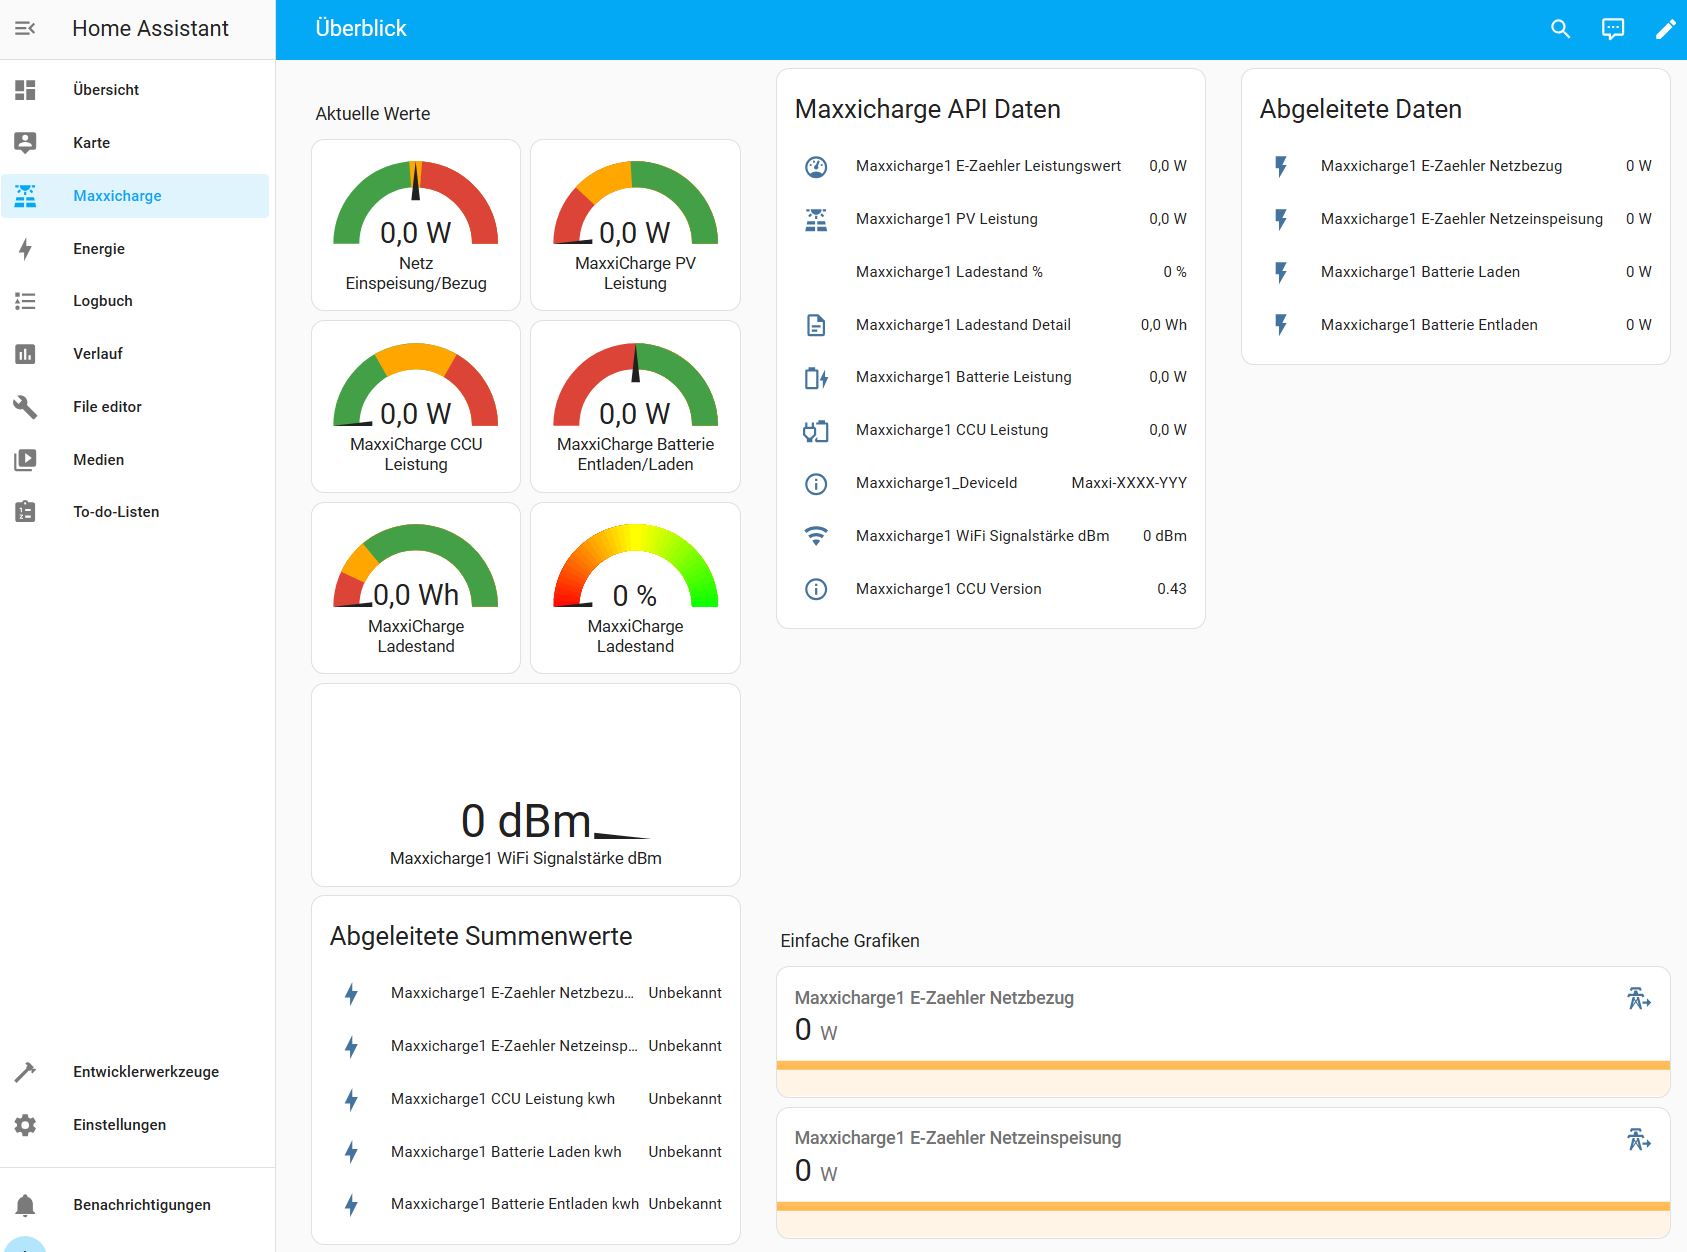 Home Assistant
Überblick
Übersicht
Karte
Maxxicharge
Energie
Logbuch
Verlauf
File editor
Medien
To-do-Listen
Entwicklerwerkzeuge
Einstellungen
Benachrichtigungen
Aktuelle Werte
0,0 W
Netz
Einspeisung/Bezug
0,0 W
MaxxiCharge PV
Leistung
0,0 W
MaxxiCharge CCU
Leistung
0,0 W
MaxxiCharge Batterie
Entladen/Laden
0,0 Wh
MaxxiCharge
Ladestand
0 %
MaxxiCharge
Ladestand
0 dBm
Maxxicharge1 WiFi Signalstärke dBm
Abgeleitete Summenwerte
Maxxicharge1 E-Zaehler Netzbezu... Unbekannt
Maxxicharge1 E-Zaehler Netzeinsp... Unbekannt
Maxxicharge1 CCU Leistung kwh Unbekannt
Maxxicharge1 Batterie Laden kwh Unbekannt
Maxxicharge1 Batterie Entladen kwh Unbekannt
Maxxicharge API Daten
Maxxicharge1 E-Zaehler Leistungswert 0,0 W
Maxxicharge1 PV Leistung 0,0 W
Maxxicharge1 Ladestand % 0 %
Maxxicharge1 Ladestand Detail 0,0 Wh
Maxxicharge1 Batterie Leistung 0,0 W
Maxxicharge1 CCU Leistung 0,0 W
Maxxicharge1_DeviceId Maxxi-XXXX-YYY
Maxxicharge1 WiFi Signalstärke dBm 0 dBm
Maxxicharge1 CCU Version 0.43
Abgeleitete Daten
Maxxicharge1 E-Zaehler Netzbezug 0 W
Maxxicharge1 E-Zaehler Netzeinspeisung 0 W
Maxxicharge1 Batterie Laden 0 W
Maxxicharge1 Batterie Entladen 0 W
Einfache Grafiken
Maxxicharge1 E-Zaehler Netzbezug
0 W
Maxxicharge1 E-Zaehler Netzeinspeisung
0 W